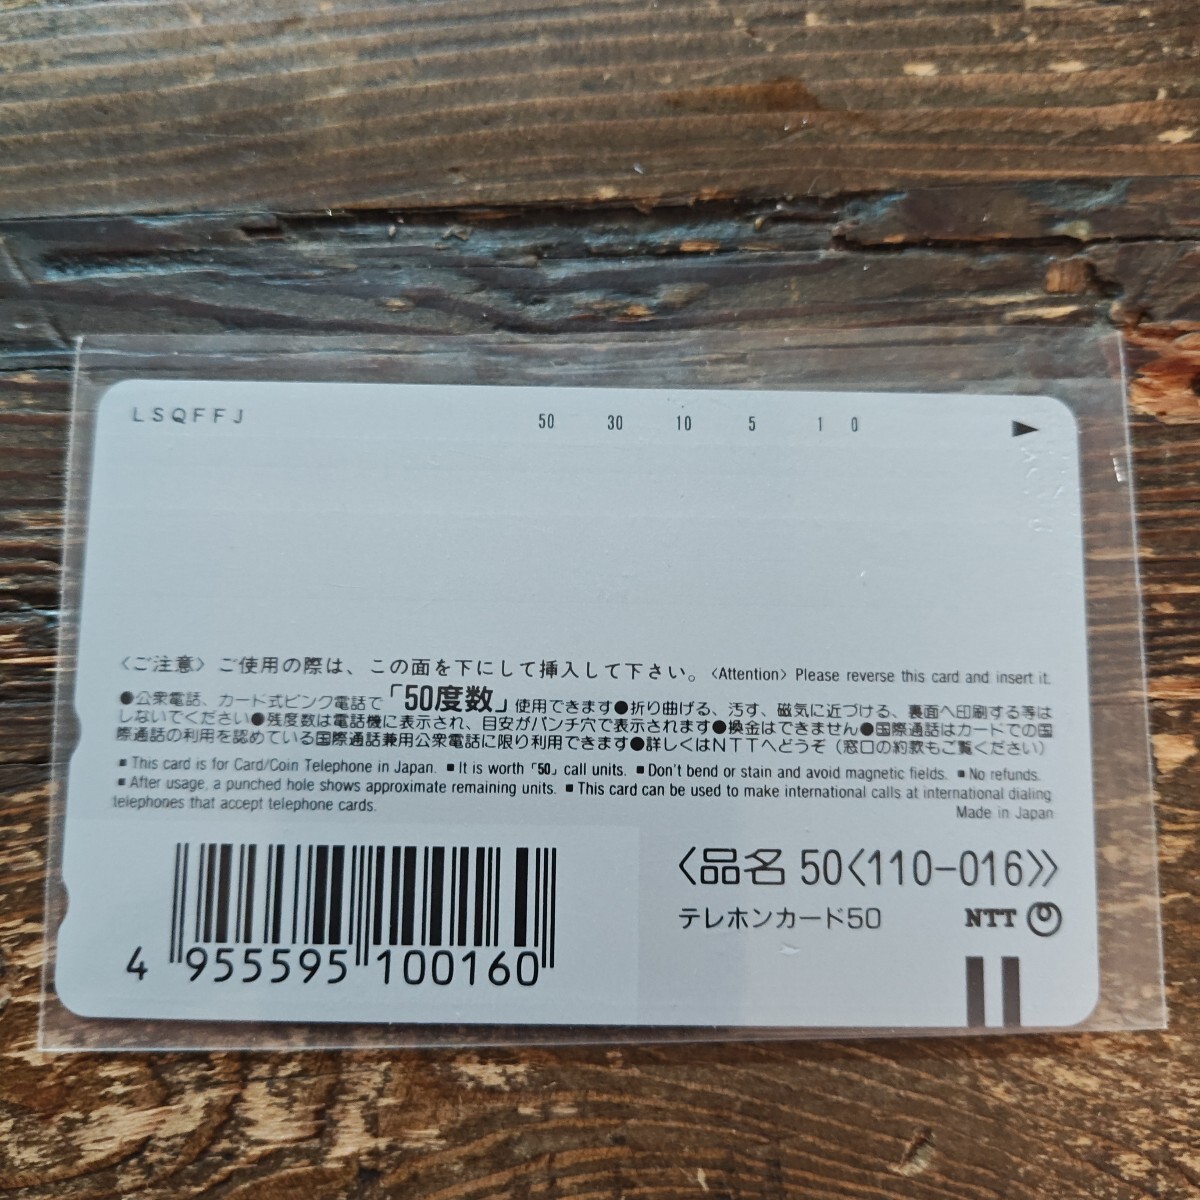 LSQFFJ 50 30 10 5 1 0
〈ご注意〉ご使用の際は、この面を下にして挿入して下さい。〈Attention〉Please reverse this card and insert it.
●公衆電話、カード式ピンク電話で「50度数」使用できます●折り曲げる、汚す、磁気に近づける、裏面へ印刷する等は
しないでください●残度数は電話機に表示され、目安がパンチ穴で表示されます●換金はできません●国際通話はカードでの国
際通話の利用を認めている国際通話兼用公衆電話に限り利用できます●詳しくはNTTへどうぞ（窓口の約款もご覧ください）
■This card is for Card/Coin Telephone in Japan. ■It is worth「50」call units. ■Don't bend or stain and avoid magnetic fields. ■No refunds.
■After usage, a punched hole shows approximate remaining units. ■This card can be used to make international calls at international dialing
telephones that accept telephone cards.
Made in Japan
〈品名 50〈110-016〉〉
テレホンカード50 NTT
4 955595 100160